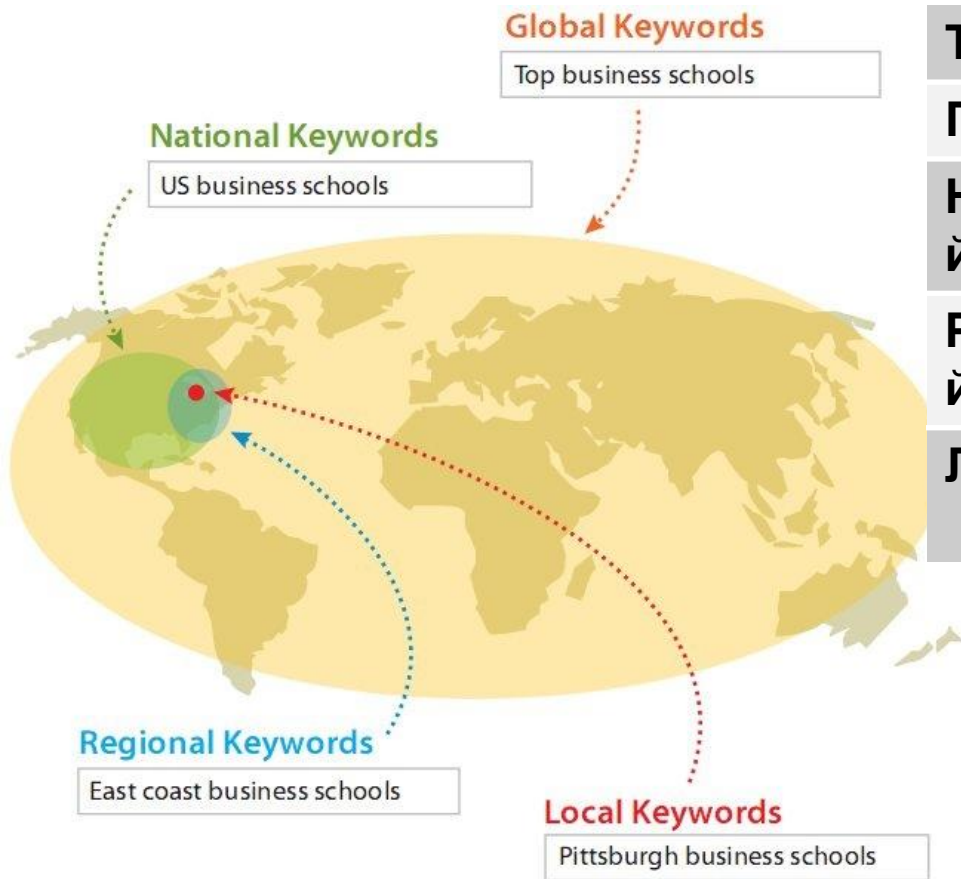 Global Keywords
Top business schools
National Keywords
US business schools
Regional Keywords
East coast business schools
Local Keywords
Pittsburgh business schools
Т
Г
Н
й
Р
й
Л